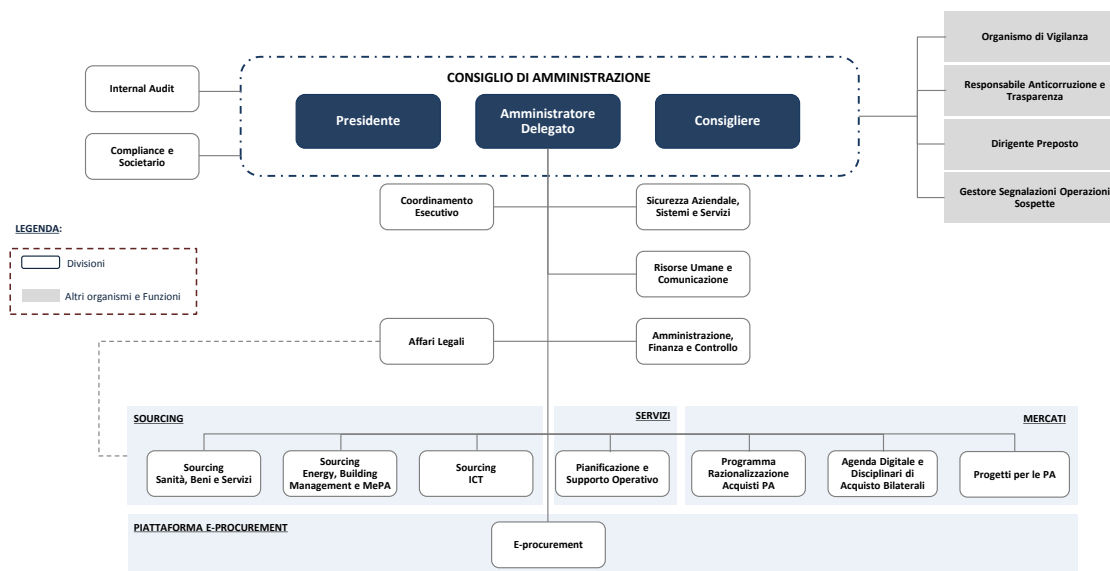 Organismo di Vigilanza
CONSIGLIO DI AMMINISTRAZIONE
Internal Audit
Responsabile Anticorruzione e
Trasparenza
Presidente
Amministratore
Delegato
Consigliere
Compliance e
Societario
Dirigente Preposto
Coordinamento
Esecutivo
Sicurezza Aziendale,
Sistemi e Servizi
Gestore Segnalazioni Operazioni
Sospette
LEGENDA:
Divisioni
Altri organismi e Funzioni
Risorse Umane e
Comunicazione
Affari Legali
Amministrazione,
Finanza e Controllo
SOURCING
SERVIZI
MERCATI
Sourcing
Sanità, Beni e Servizi
Sourcing
Energy, Building
Management e MePA
Sourcing
ICT
Pianificazione e
Supporto Operativo
Programma
Razionalizzazione
Acquisti PA
Agenda Digitale e
Disciplinari di
Acquisto Bilaterali
Progetti per le PA
PIATTAFORMA E-PROCUREMENT
E-procurement